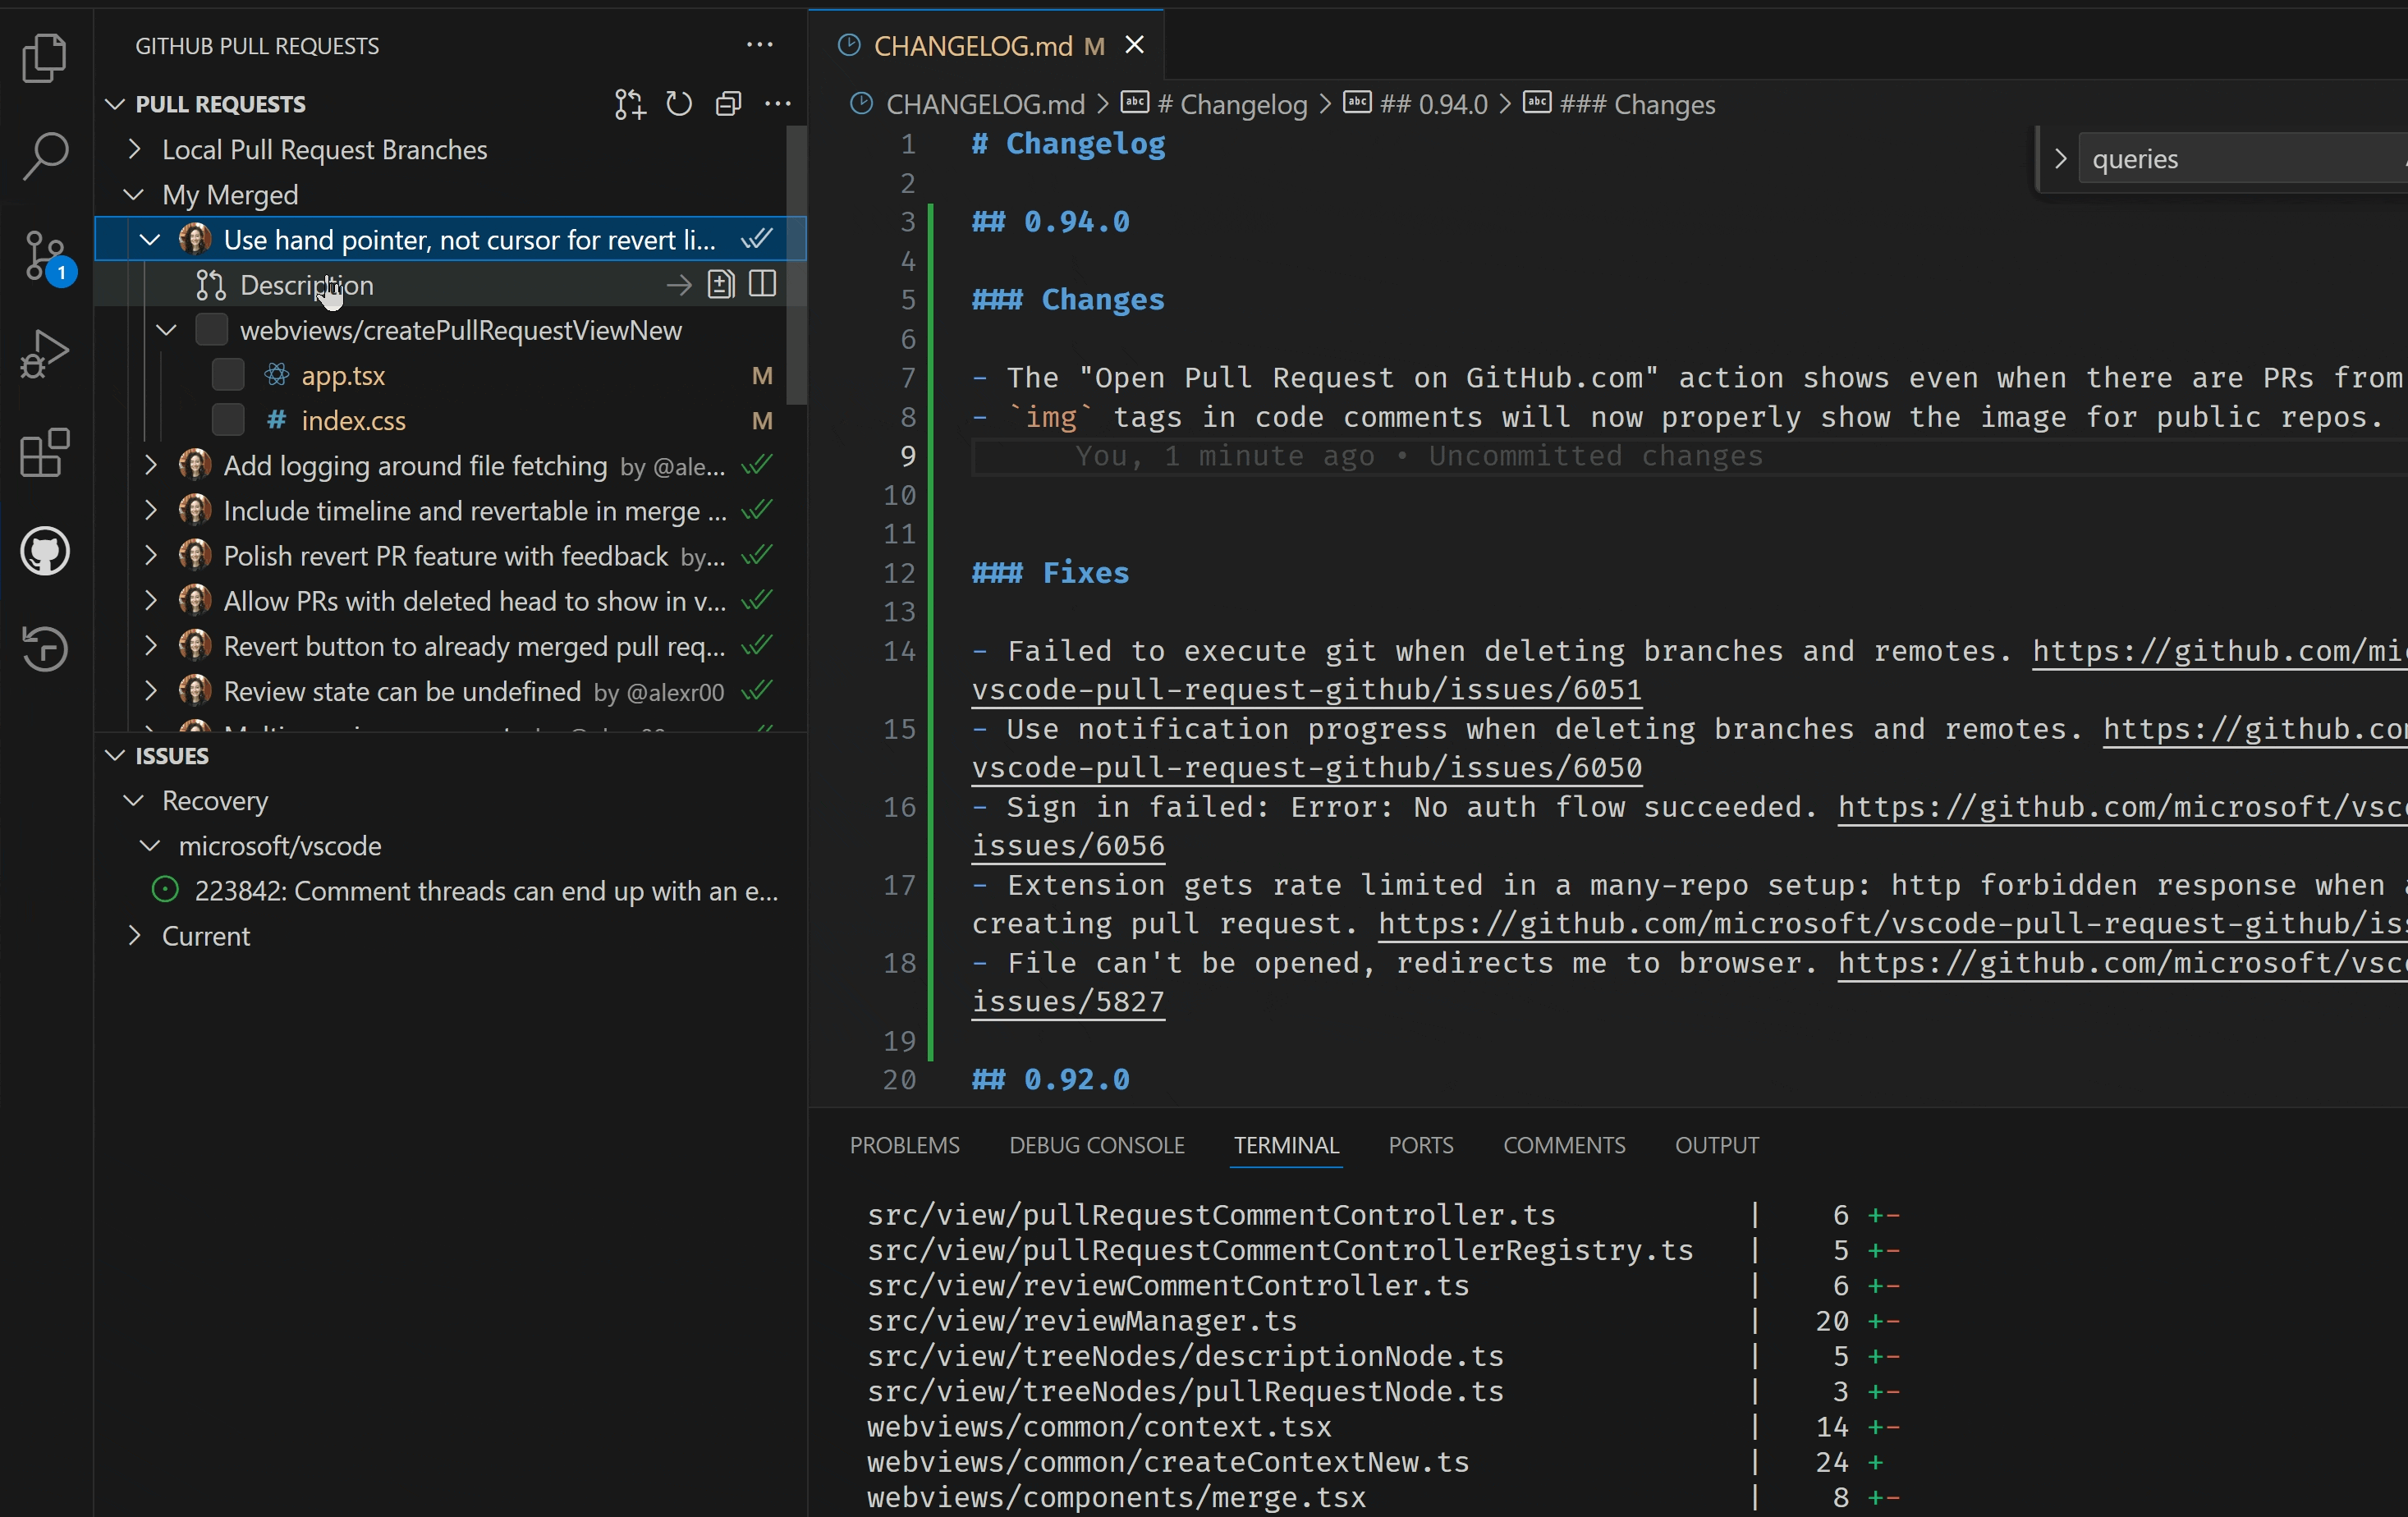 GITHUB PULL REQUESTS
PULL REQUESTS
Local Pull Request Branches
My Merged
Use hand pointer, not cursor for revert li...
Description
webviews/createPullRequestViewNew
app.tsx M
# index.css M
Add logging around file fetching by @ale...
Include timeline and revertable in merge ...
Polish revert PR feature with feedback by...
Allow PRs with deleted head to show in v...
Revert button to already merged pull req...
Review state can be undefined by @alexr00
ISSUES
Recovery
microsoft/vscode
223842: Comment threads can end up with an e...
Current
1
CHANGELOG.md M
CHANGELOG.md > abc # Changelog > abc ## 0.94.0 > abc ### Changes
queries
1 # Changelog
2
3 ## 0.94.0
4
5 ### Changes
6
7 - The "Open Pull Request on GitHub.com" action shows even when there are PRs from
8 - `img` tags in code comments will now properly show the image for public repos.
9 You, 1 minute ago • Uncommitted changes
10
11
12 ### Fixes
13
14 - Failed to execute git when deleting branches and remotes. https://github.com/mi
vscode-pull-request-github/issues/6051
15 - Use notification progress when deleting branches and remotes. https://github.co
vscode-pull-request-github/issues/6050
16 - Sign in failed: Error: No auth flow succeeded. https://github.com/microsoft/vsc
issues/6056
17 - Extension gets rate limited in a many-repo setup: http forbidden response when
creating pull request. https://github.com/microsoft/vscode-pull-request-github/is
18 - File can't be opened, redirects me to browser. https://github.com/microsoft/vsc
issues/5827
19
20 ## 0.92.0
PROBLEMS DEBUG CONSOLE TERMINAL PORTS COMMENTS OUTPUT
src/view/pullRequestCommentController.ts | 6 +-
src/view/pullRequestCommentControllerRegistry.ts | 5 +-
src/view/reviewCommentController.ts | 6 +-
src/view/reviewManager.ts | 20 +-
src/view/treeNodes/descriptionNode.ts | 5 +-
src/view/treeNodes/pullRequestNode.ts | 3 +-
webviews/common/context.tsx | 14 +-
webviews/common/createContextNew.ts | 24 +
webviews/components/merge.tsx | 8 +-